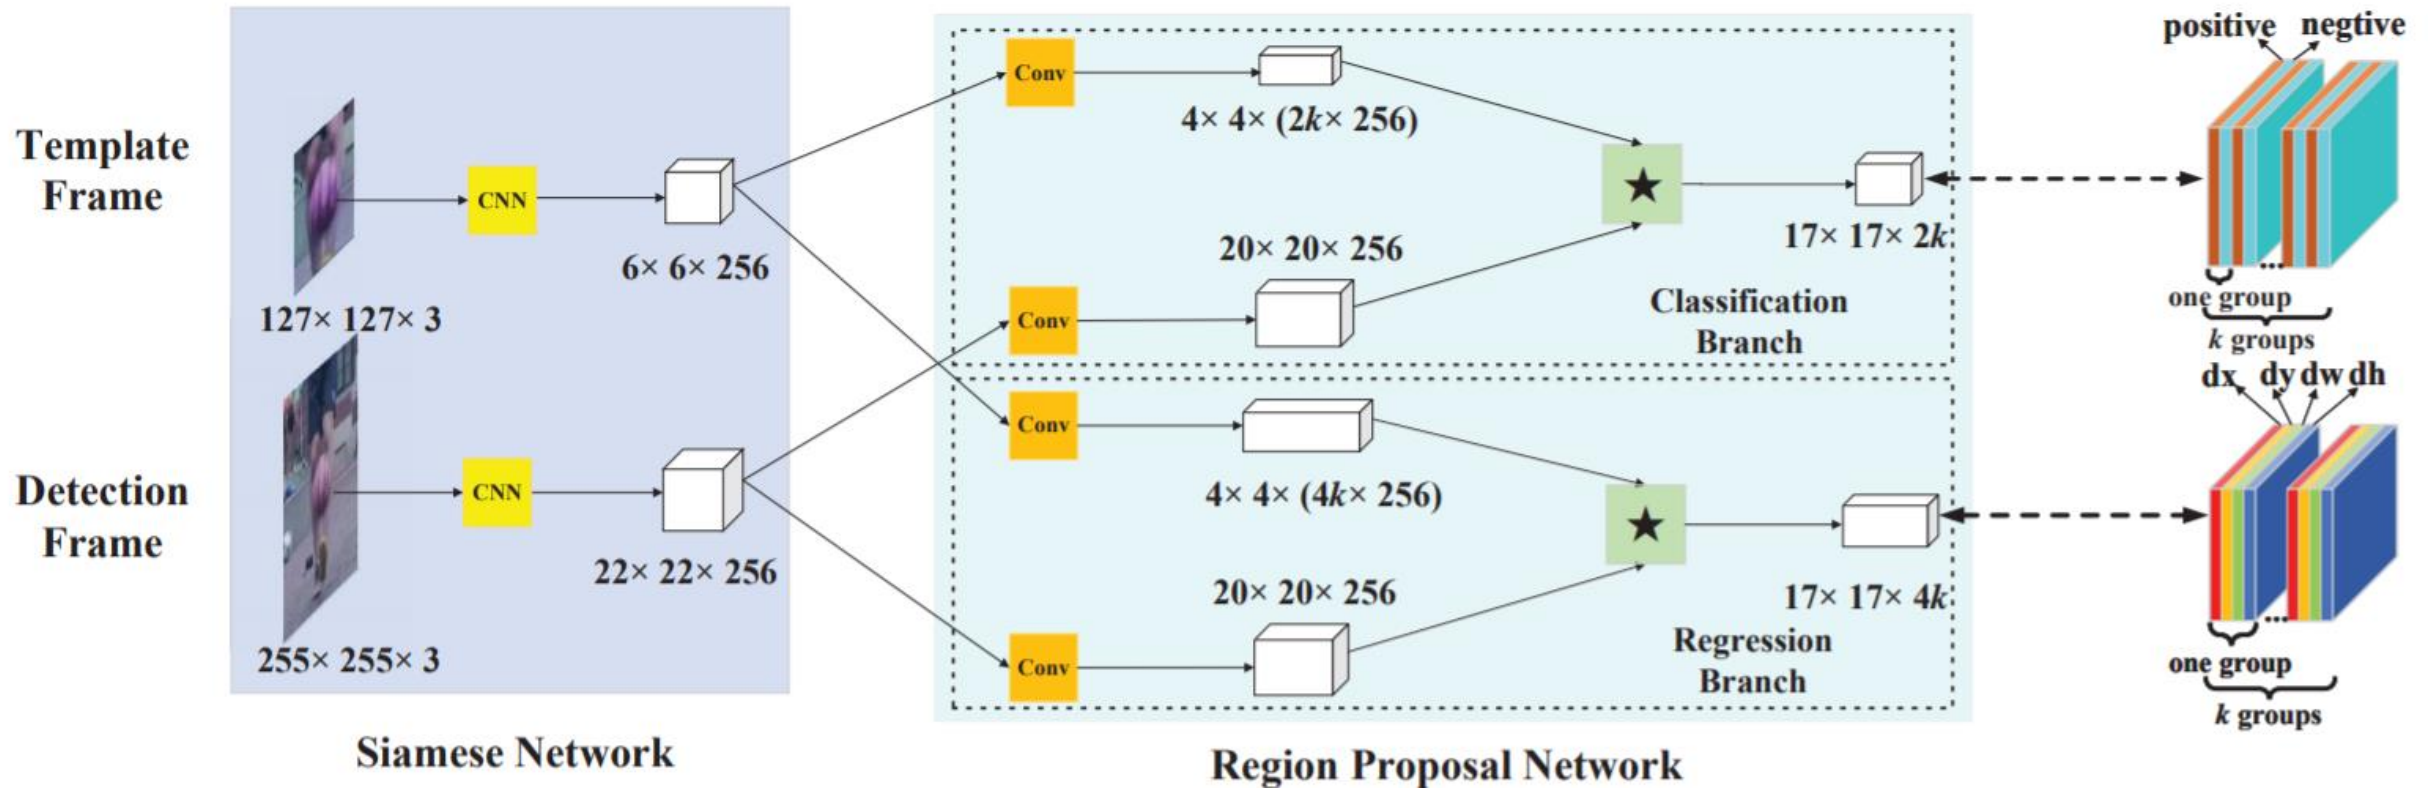 Template
Frame
127× 127× 3
CNN
6× 6× 256
Detection
Frame
255× 255× 3
CNN
22× 22× 256
Siamese Network
Conv
4× 4× (2k× 256)
★
17× 17× 2k
20× 20× 256
Conv
Classification
Branch
Conv
4× 4× (4k× 256)
★
17× 17× 4k
20× 20× 256
Conv
Regression
Branch
Region Proposal Network
positive negtive
...
one group
k groups
dx dy dw dh
...
one group
k groups